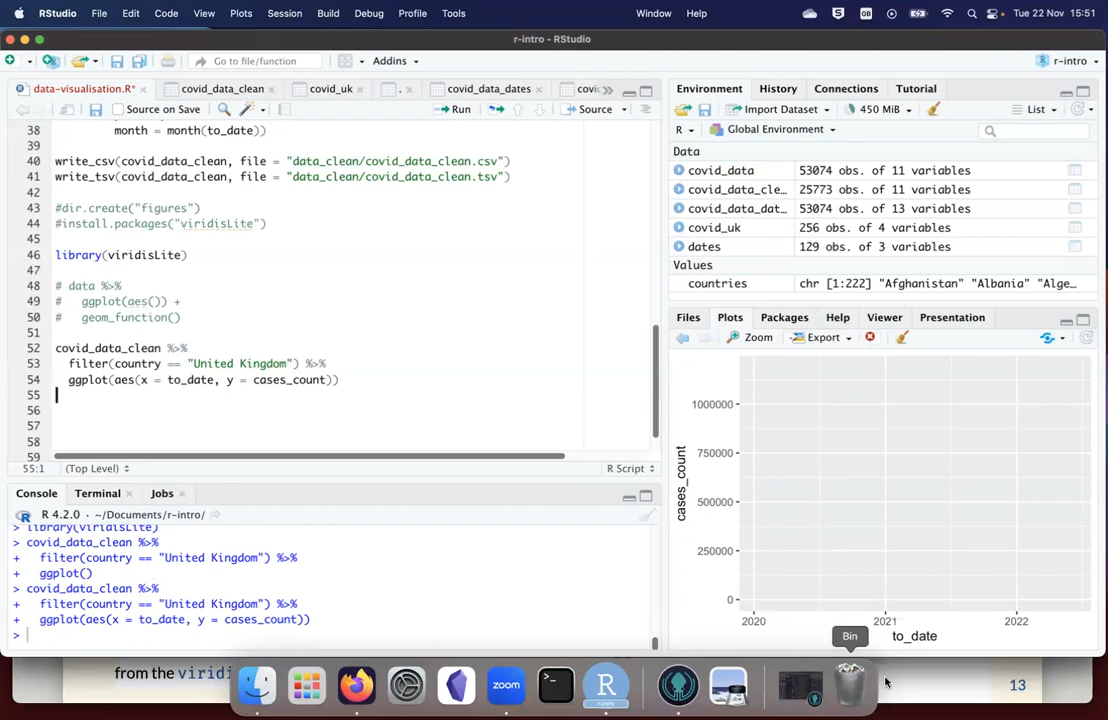 RStudio File Edit Code View Plots Session Build Debug Profile Tools Window Help S GB Tue 22 Nov 15:51
r-intro - RStudio
Go to file/function Addins r-intro
data-visualisation.R* covid_data_clean covid_uk . covid_data_dates
Source on Save Run Source
38 month = month(to_date))
39
40 write_csv(covid_data_clean, file = "data_clean/covid_data_clean.csv")
41 write_tsv(covid_data_clean, file = "data_clean/covid_data_clean.tsv")
42
43 #dir.create("figures")
44 #install.packages("viridisLite")
45
46 library(viridisLite)
47
48 # data %>%
49 # ggplot(aes()) +
50 # geom_function()
51
52 covid_data_clean %>%
53 filter(country == "United Kingdom") %>%
54 ggplot(aes(x = to_date, y = cases_count))
55
56
57
58
59
55:1 (Top Level) R Script
Console Terminal Jobs
R 4.2.0 · ~/Documents/r-intro/
> library(viridisLite)
> covid_data_clean %>%
+ filter(country == "United Kingdom") %>%
+ ggplot()
> covid_data_clean %>%
+ filter(country == "United Kingdom") %>%
+ ggplot(aes(x = to_date, y = cases_count))
>
Environment History Connections Tutorial
Import Dataset 450 MiB List
R Global Environment
Data
covid_data 53074 obs. of 11 variables
covid_data_cle… 25773 obs. of 11 variables
covid_data_dat… 53074 obs. of 13 variables
covid_uk 256 obs. of 4 variables
dates 129 obs. of 3 variables
Values
countries chr [1:222] "Afghanistan" "Albania" "Alge…
Files Plots Packages Help Viewer Presentation
Zoom Export
1000000
750000
500000
250000
0
cases_count
2020 2021 2022
to_date
Bin
from the viridi
zoom
R
r-intro
13